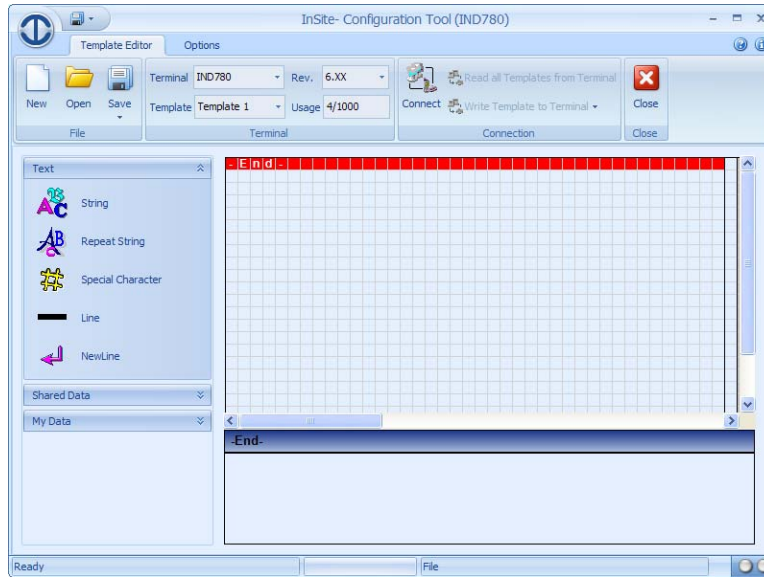 InSite- Configuration Tool (IND780)
Template Editor
Options
New
Open
Save
File
Terminal
IND780
Rev.
6.XX
Template
Template 1
Usage
4/1000
Terminal
Connect
Read all Templates from Terminal
Write Template to Terminal
Connection
Close
Close
Text
String
Repeat String
Special Character
Line
NewLine
Shared Data
My Data
-End-
-End-
Ready
File